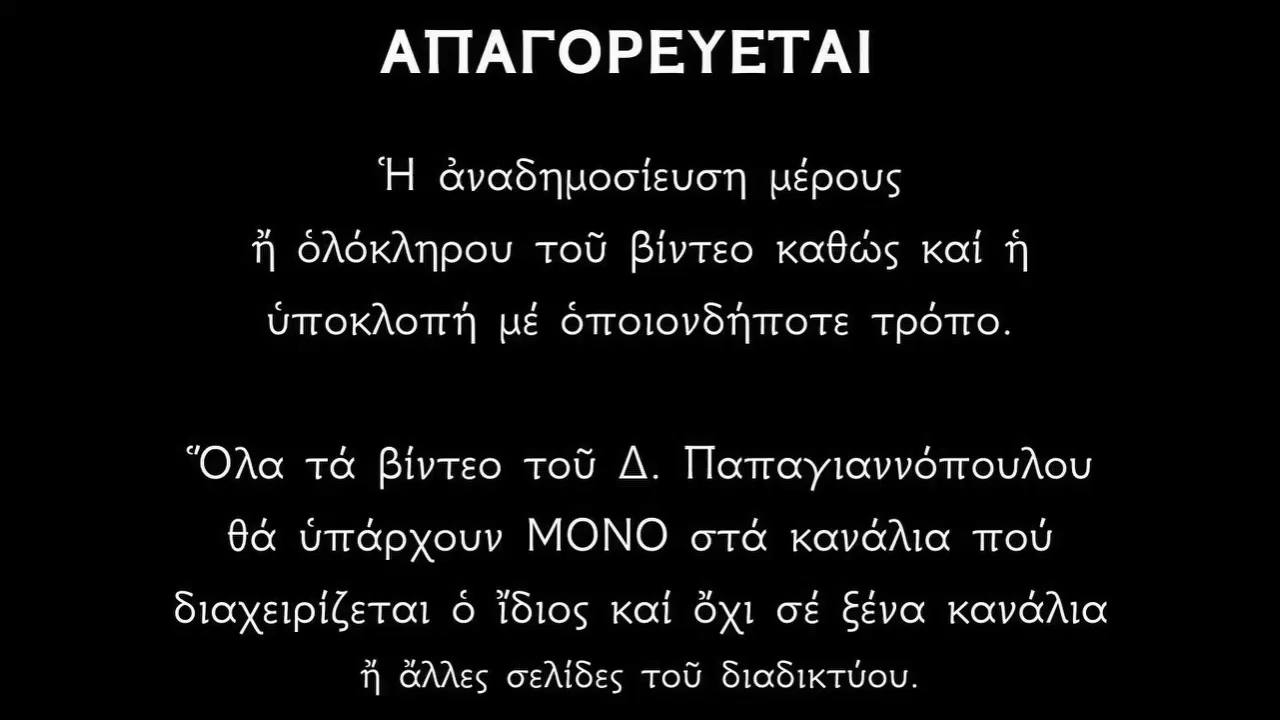 ΑΠΑΓΟΡΕΥΕΤΑΙ
Ἡ ἀναδημοσίευση μέρους
ἤ ὁλόκληρου τοῦ βίντεο καθώς καί ἡ
ὑποκλοπή μέ ὁποιονδήποτε τρόπο.
Ὅλα τά βίντεο τοῦ Δ. Παπαγιαννόπουλου
θά ὑπάρχουν ΜΟΝΟ στά κανάλια πού
διαχειρίζεται ὁ ἴδιος καί ὄχι σέ ξένα κανάλια
ἤ ἄλλες σελίδες τοῦ διαδικτύου.